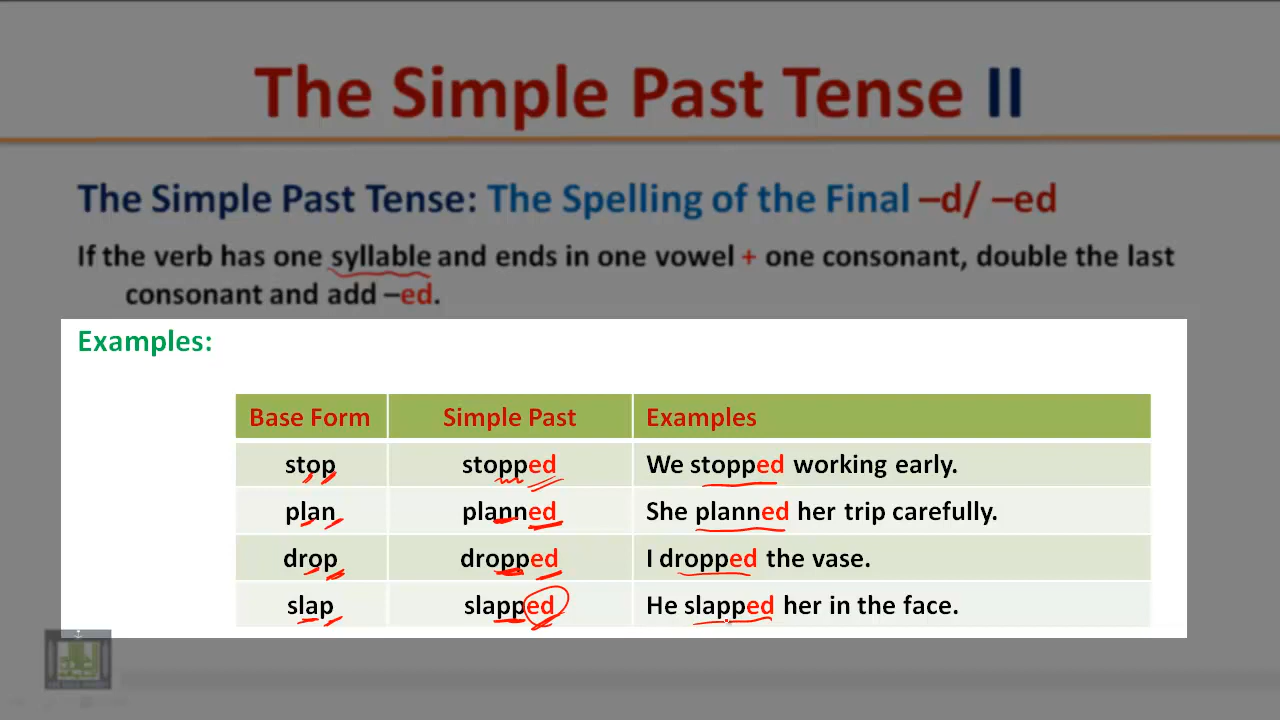 The Simple Past Tense II
The Simple Past Tense: The Spelling of the Final –d/ –ed
If the verb has one syllable and ends in one vowel + one consonant, double the last
consonant and add –ed.
Examples:
Base Form Simple Past Examples
stop stopped We stopped working early.
plan planned She planned her trip carefully.
drop dropped I dropped the vase.
slap slapped He slapped her in the face.